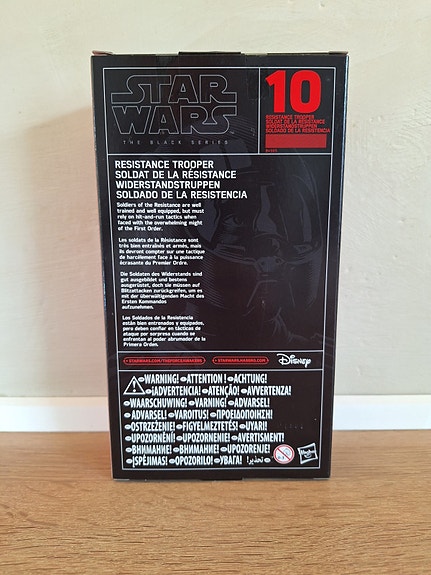 STAR
WARS
THE BLACK SERIES
10
RESISTANCE TROOPER
SOLDAT DE LA RÉSISTANCE
WIDERSTANDSTRUPPEN
SOLDADO DE LA RESISTENCIA
RESISTANCE TROOPER
SOLDAT DE LA RÉSISTANCE
WIDERSTANDSTRUPPEN
SOLDADO DE LA RESISTENCIA
Soldiers of the Resistance are well
trained and well equipped, but must
rely on hit-and-run tactics when
faced with the overwhelming might
of the First Order.
Les soldats de la Résistance sont
très bien entraînés et armés, mais
ils devront compter sur une tactique
de harcèlement face à la puissance
écrasante du Premier Ordre.
Die Soldaten des Widerstands sind
gut ausgebildet und bestens
ausgerüstet, doch sie müssen auf
Blitzattacken zurückgreifen, um es
mit der überwältigenden Macht des
Ersten Kommandos
aufzunehmen.
Los Soldados de la Resistencia
están bien entrenados y equipados,
pero deben confiar en tácticas de
ataque por sorpresa cuando se
enfrentan al poder abrumador de la
Primera Orden.
STARWARS.COM/THEFORCEAWAKENS
STARWARS.HASBRO.COM
Disney
WARNING! ATTENTION! ACHTUNG!
¡ADVERTENCIA! ATENÇÃO! AVVERTENZA!
WAARSCHUWING! VARNING! ADVARSEL!
ADVARSEL! VAROITUS! ΠΡΟΕΙΔΟΠΟΙΗΣΗ!
OSTRZEŻENIE! FIGYELMEZTETÉS! UYARI!
UPOZORNĚNÍ! UPOZORNENIE! AVERTISMENT!
ВНИМАНИЕ! ВНИМАНИЕ! UPOZORENJE!
ĮSPĖJIMAS! OPOZORILO! УВАГА! تحذير!
0-3
Hasbro